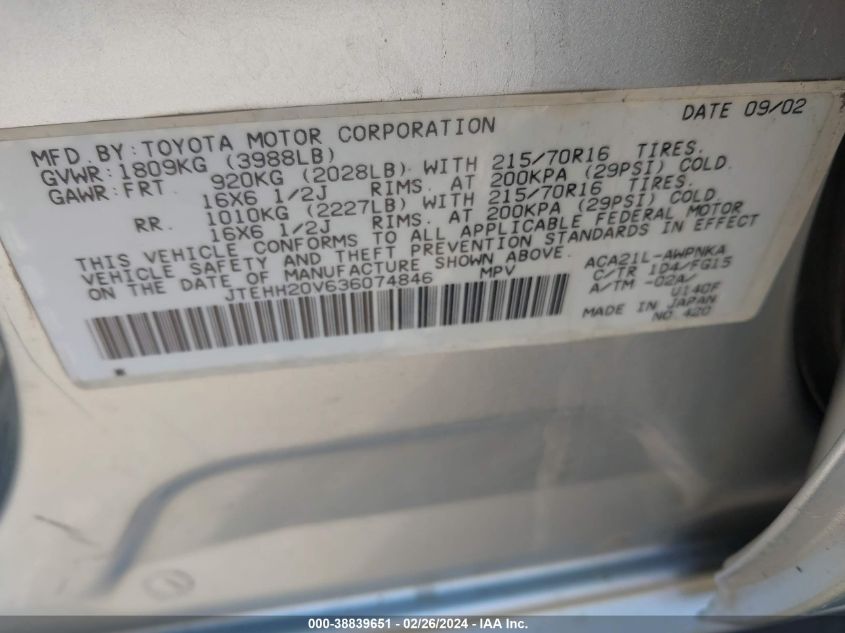 DATE 09/02
MFD. BY: TOYOTA MOTOR CORPORATION
GVWR: 1809KG (3988LB)
GAWR: FRT. 920KG (2028LB) WITH 215/70R16 TIRES.
16X6 1/2J RIMS. AT 200KPA (29PSI) COLD.
RR. 1010KG (2227LB) WITH 215/70R16 TIRES.
16X6 1/2J RIMS. AT 200KPA (29PSI) COLD.
THIS VEHICLE CONFORMS TO ALL APPLICABLE FEDERAL MOTOR
VEHICLE SAFETY AND THEFT PREVENTION STANDARDS IN EFFECT
ON THE DATE OF MANUFACTURE SHOWN ABOVE.
JTEHH20V636074846 MPV
ACA21L-AWPNKA
C/TR 1D4/FG15
A/TM -02A/ U140F
MADE IN JAPAN
NO. 420
000-38839651 - 02/26/2024 - IAA Inc.